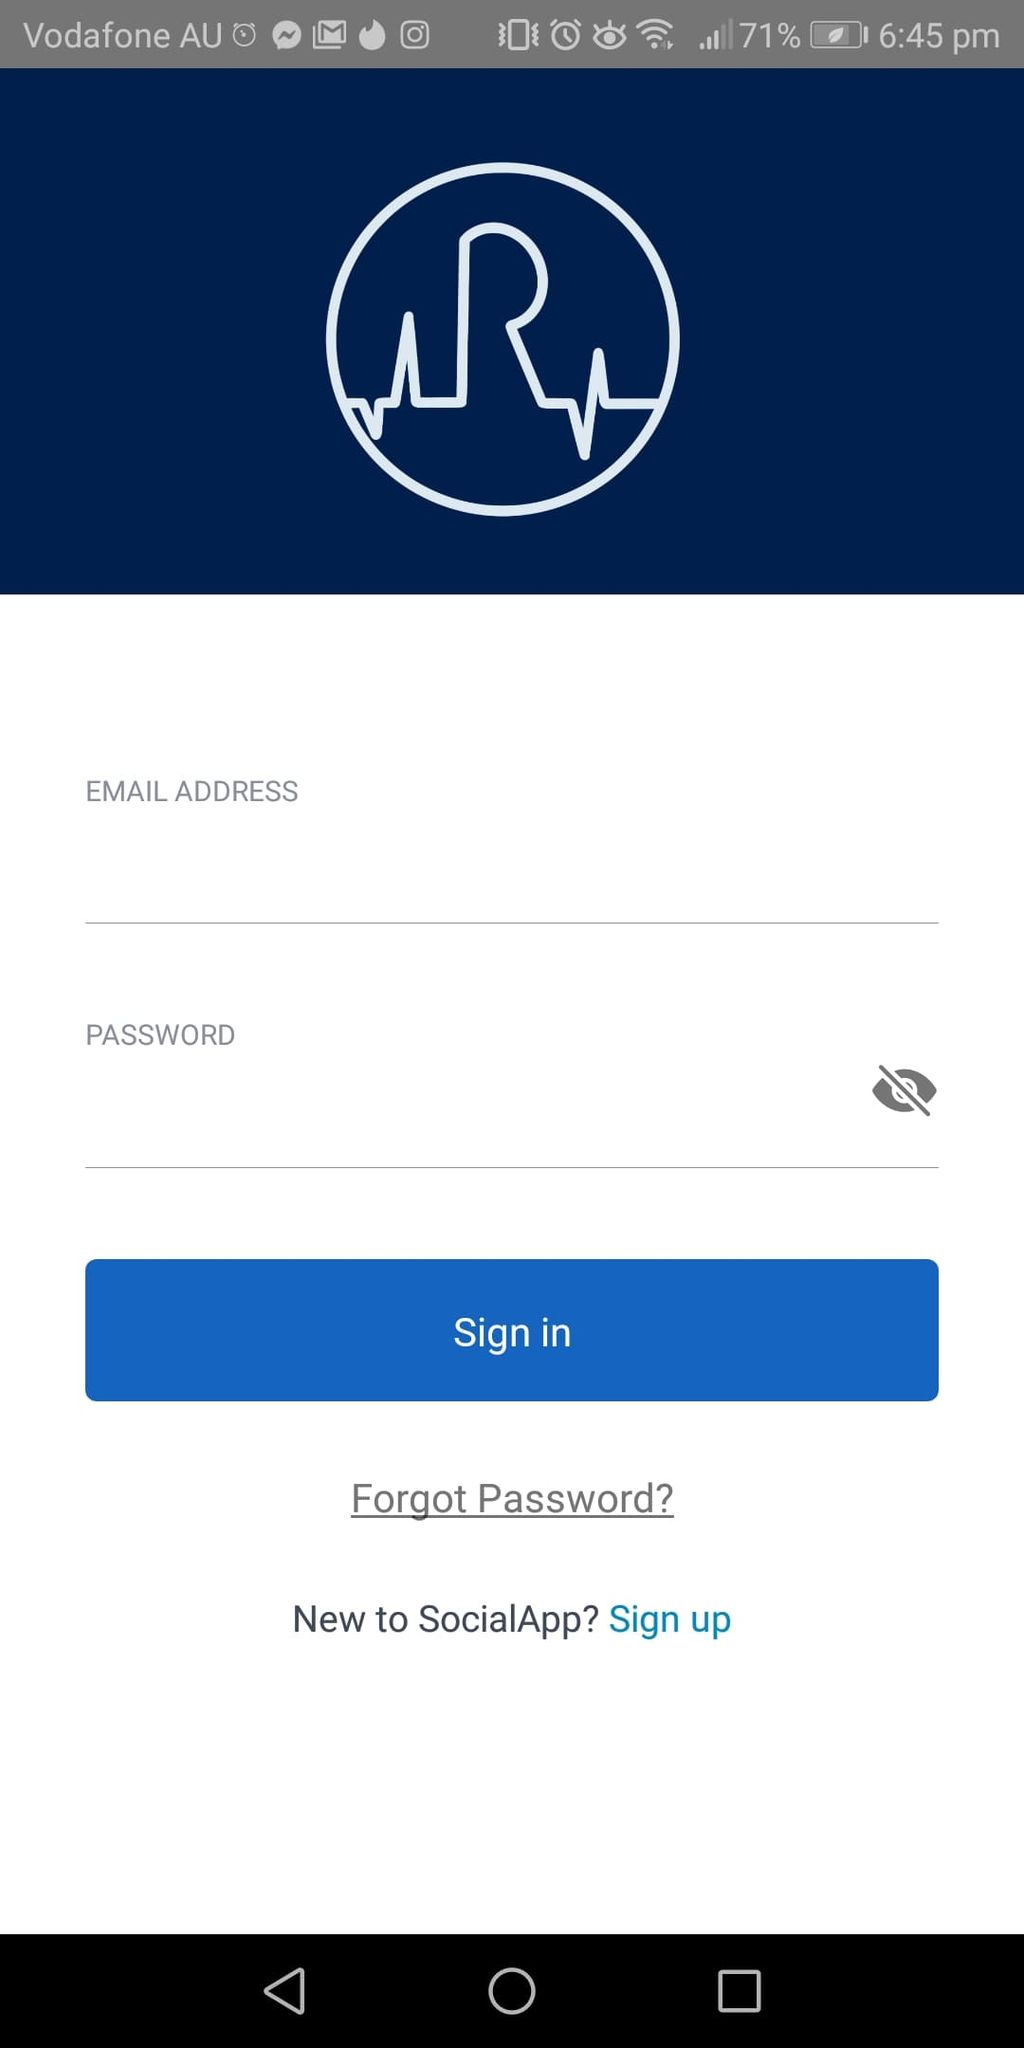 Vodafone AU 71% 6:45 pm
R
EMAIL ADDRESS
PASSWORD
Sign in
Forgot Password?
New to SocialApp? Sign up